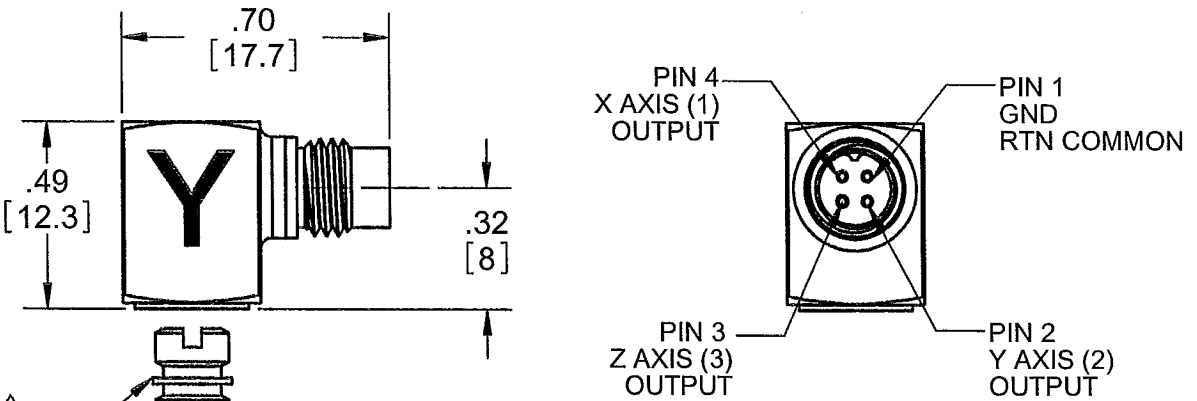 .70
[17.7]
.49
[12.3]
Y
.32
[8]
PIN 4
X AXIS (1)
OUTPUT
PIN 1
GND
RTN COMMON
PIN 3
Z AXIS (3)
OUTPUT
PIN 2
Y AXIS (2)
OUTPUT